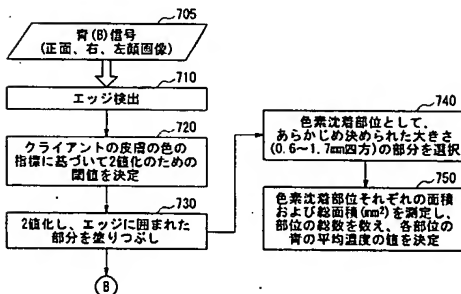 705
青(B)信号
(正面、右、左顔画像)
710
エッジ検出
720
クライアントの皮膚の色の
指標に基づいて2値化のための
閾値を決定
730
2値化し、エッジに囲まれた
部分を塗りつぶし
B
740
色素沈着部位として、
あらかじめ決められた大きさ
(0.6~1.7mm四方)の部分を選択
750
色素沈着部位それぞれの面積
および総面積(mm²)を測定し、
部位の総数を数え、各部位の
青の平均濃度の値を決定